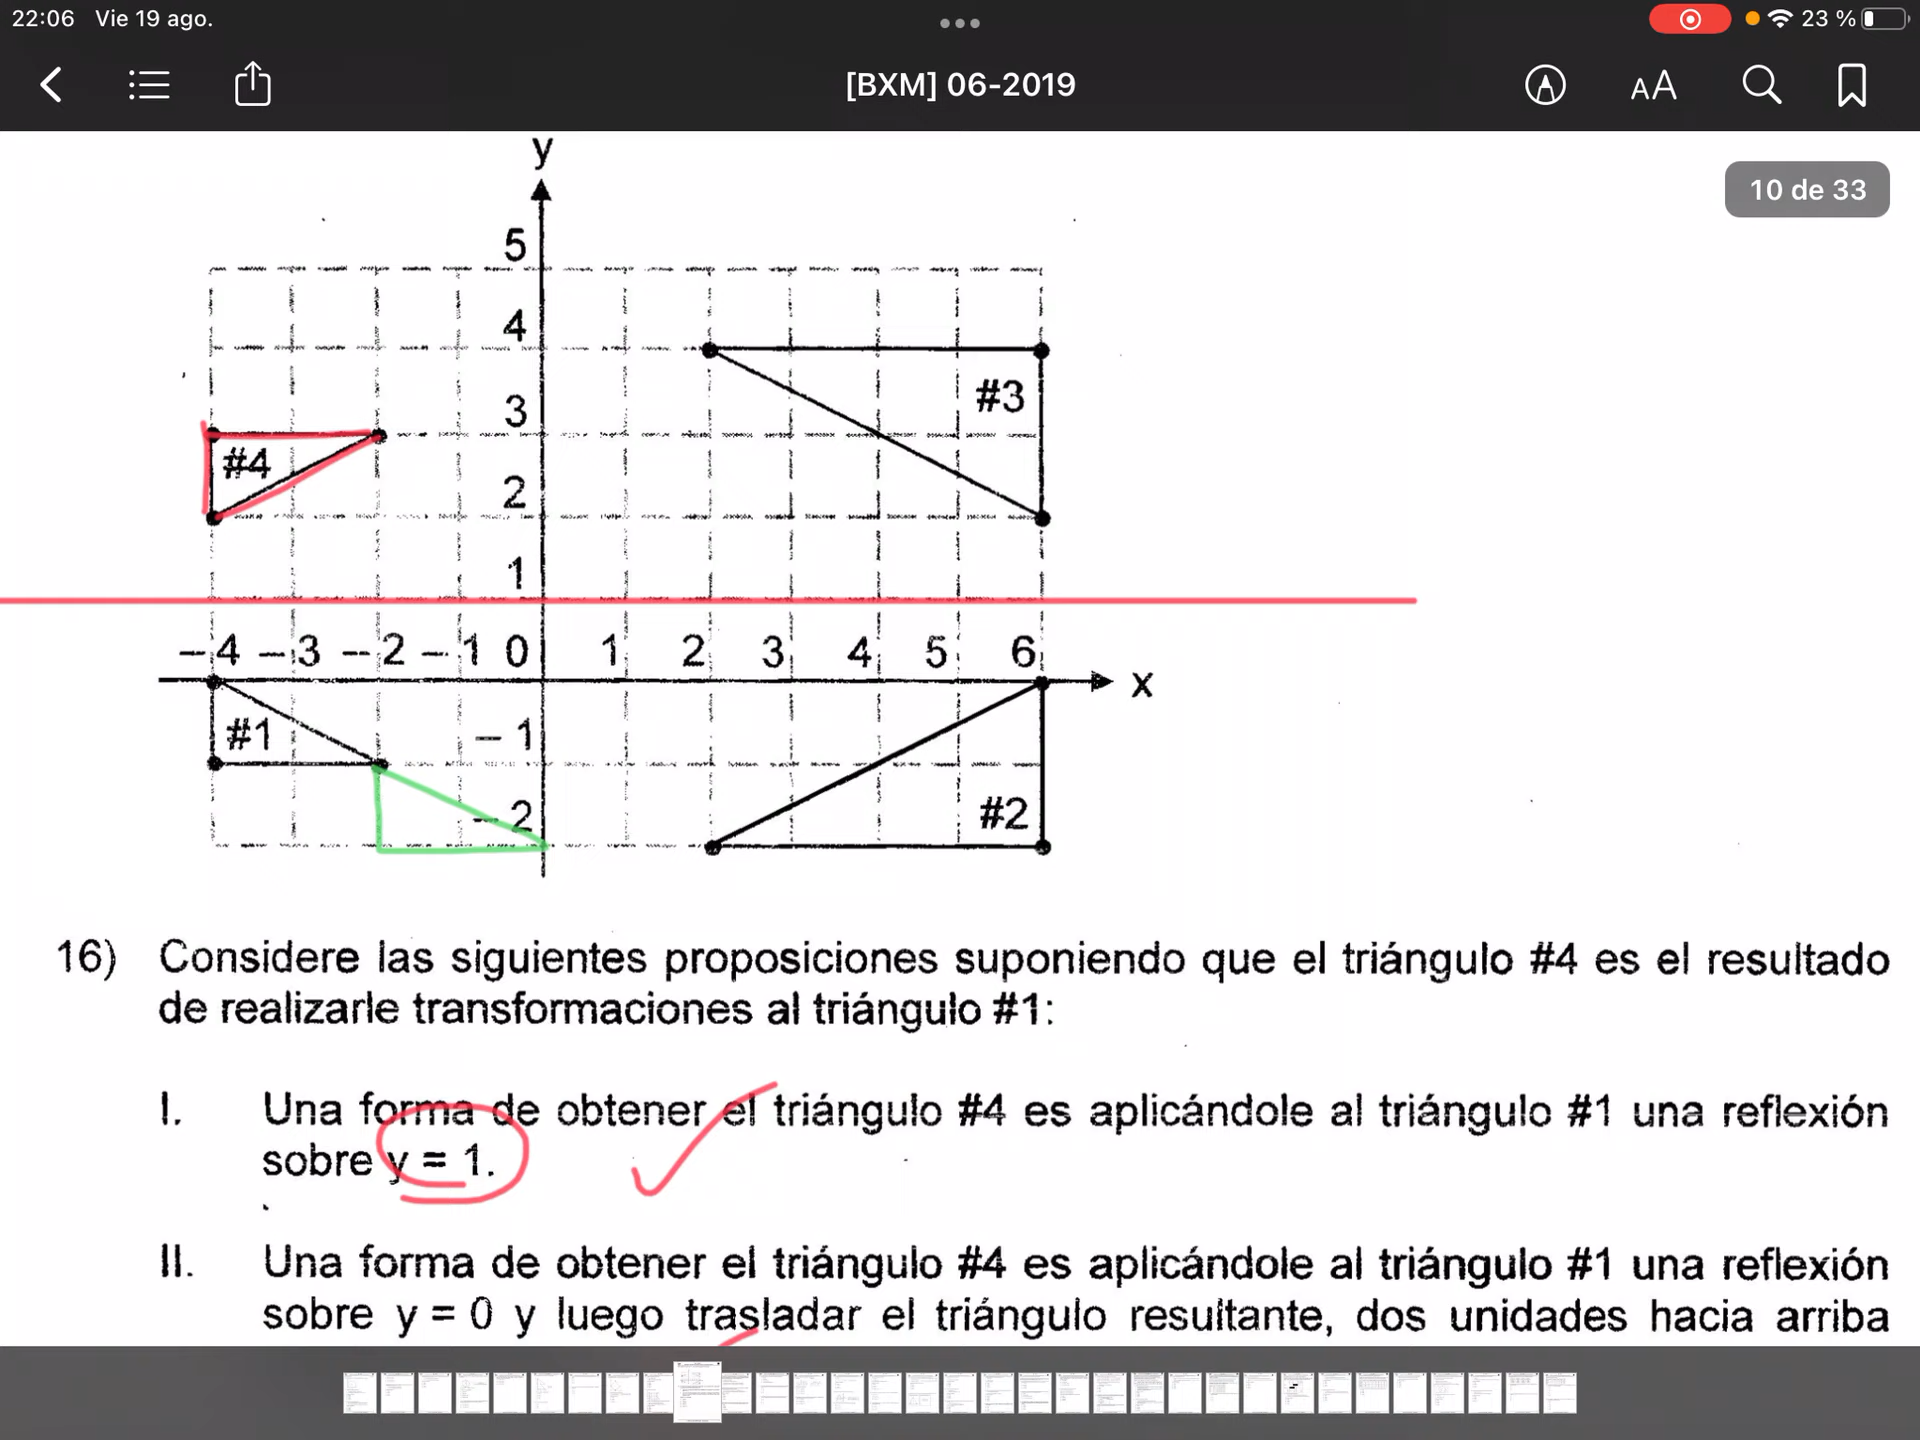 22:06 Vie 19 ago.
23 %
[BXM] 06-2019
10 de 33
y
5
4
#3
3
#4
2
1
-4 -3 -2 -1 0 1 2 3 4 5 6
x
#1
-1
-2
#2
16) Considere las siguientes proposiciones suponiendo que el triángulo #4 es el resultado
de realizarle transformaciones al triángulo #1:
I. Una forma de obtener el triángulo #4 es aplicándole al triángulo #1 una reflexión
sobre y = 1.
II. Una forma de obtener el triángulo #4 es aplicándole al triángulo #1 una reflexión
sobre y = 0 y luego trasladar el triángulo resultante, dos unidades hacia arriba